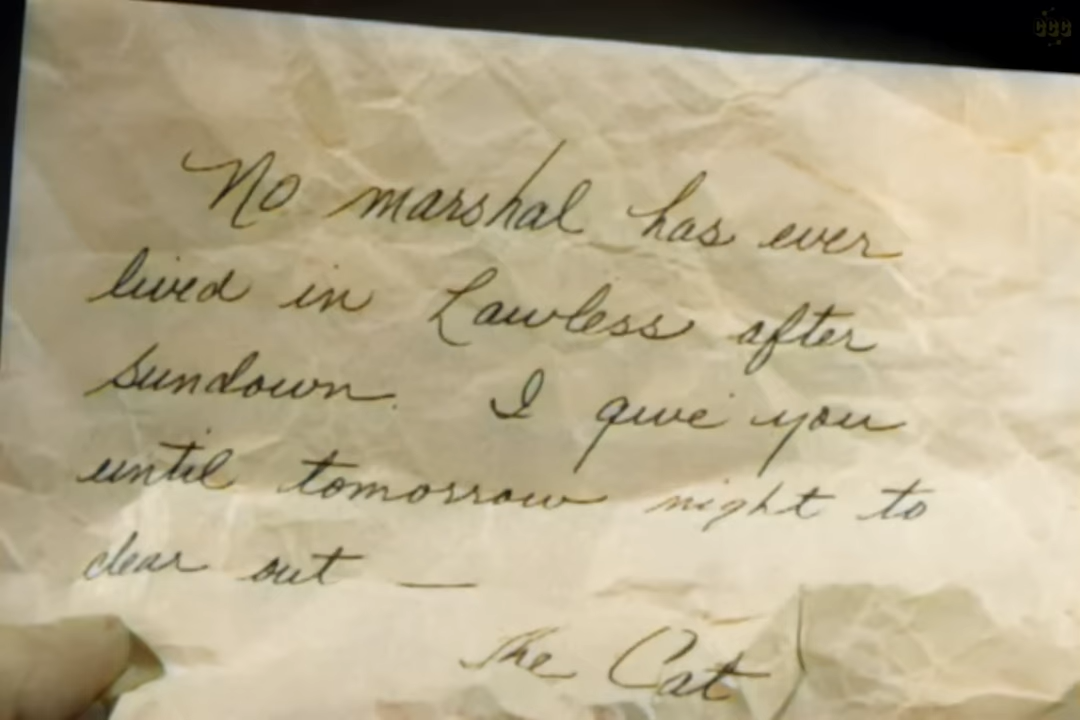 CCC
No marshal has ever
lived in Lawless after
sundown. I give you
until tomorrow night to
clear out —
The Cat